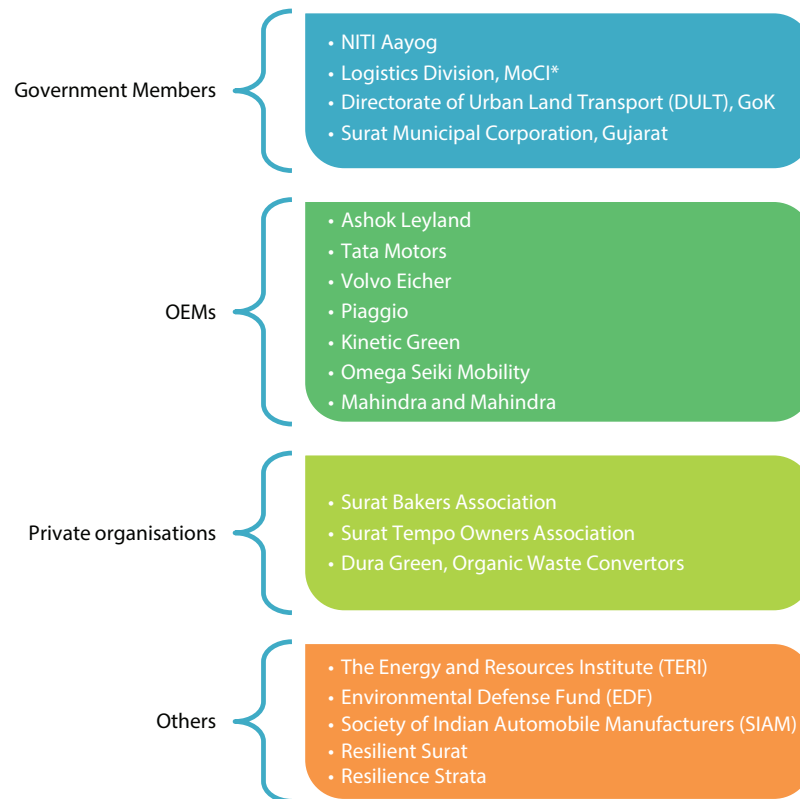 Government Members
• NITI Aayog
• Logistics Division, MoCI*
• Directorate of Urban Land Transport (DULT), GoK
• Surat Municipal Corporation, Gujarat
OEMs
• Ashok Leyland
• Tata Motors
• Volvo Eicher
• Piaggio
• Kinetic Green
• Omega Seiki Mobility
• Mahindra and Mahindra
Private organisations
• Surat Bakers Association
• Surat Tempo Owners Association
• Dura Green, Organic Waste Convertors
Others
• The Energy and Resources Institute (TERI)
• Environmental Defense Fund (EDF)
• Society of Indian Automobile Manufacturers (SIAM)
• Resilient Surat
• Resilience Strata